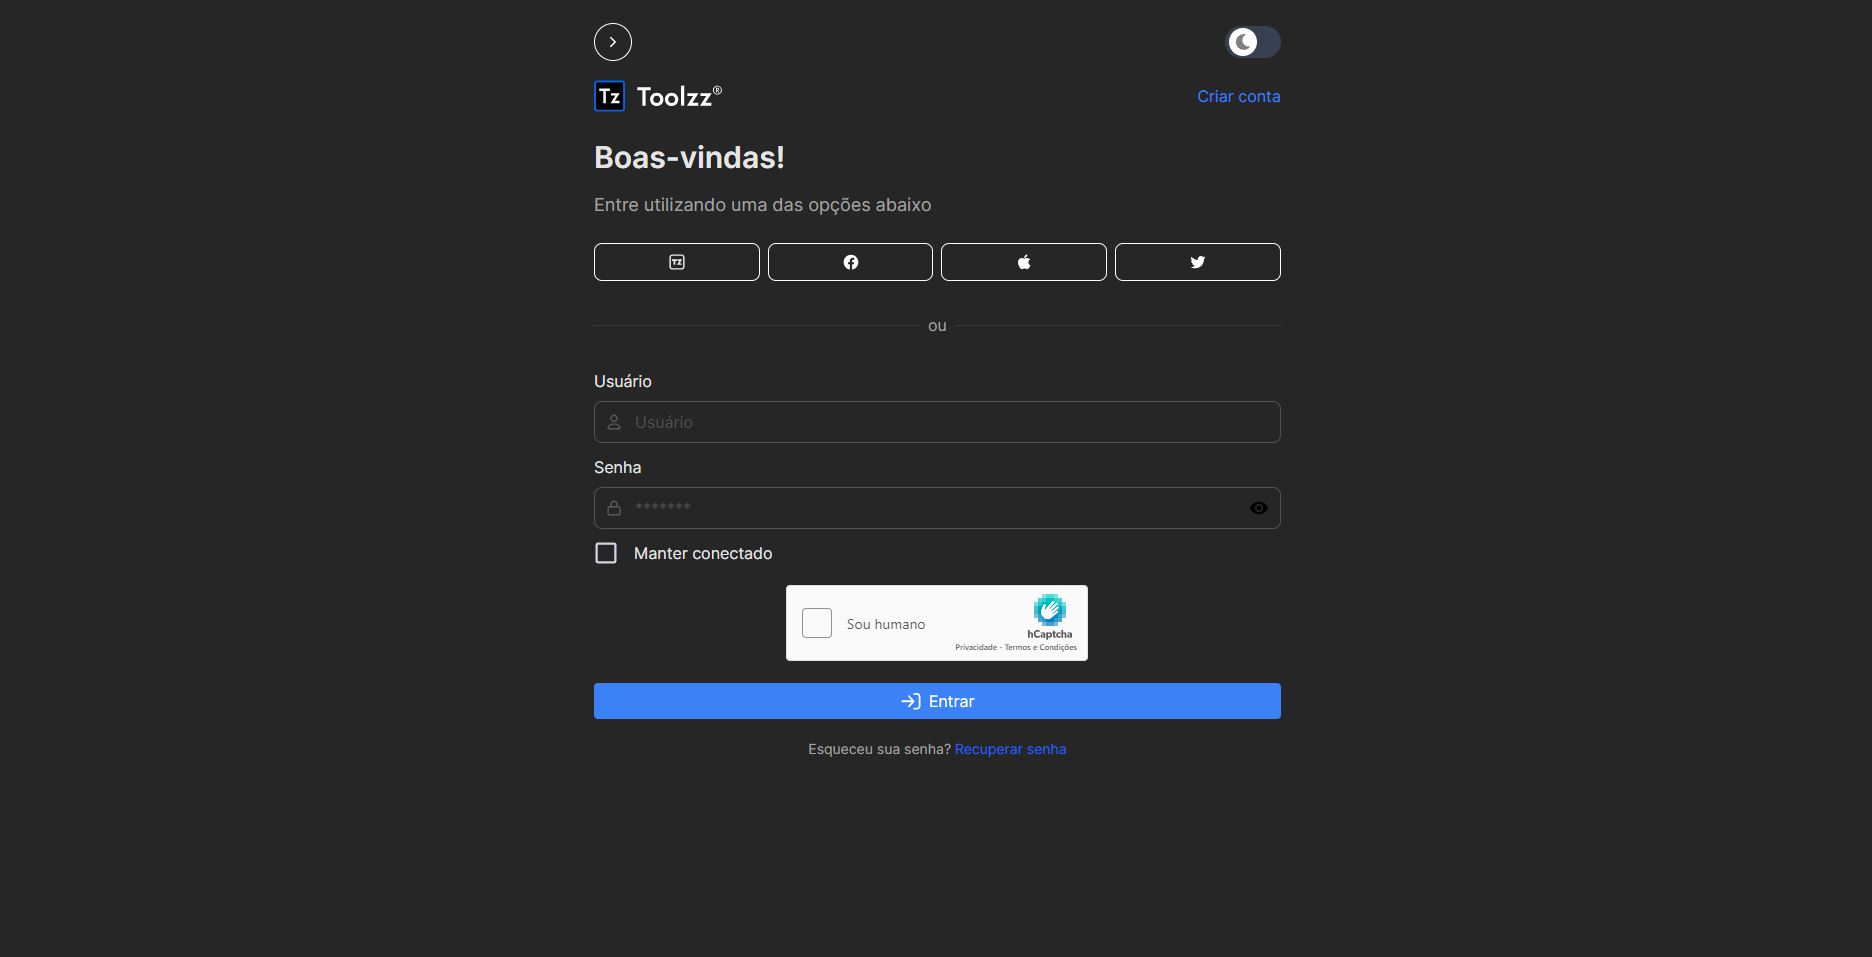 Tz Toolzz®
Criar conta
Boas-vindas!
Entre utilizando uma das opções abaixo
TZ
ou
Usuário
Usuário
Senha
*******
Manter conectado
Sou humano
hCaptcha
Privacidade - Termos e Condições
Entrar
Esqueceu sua senha? Recuperar senha